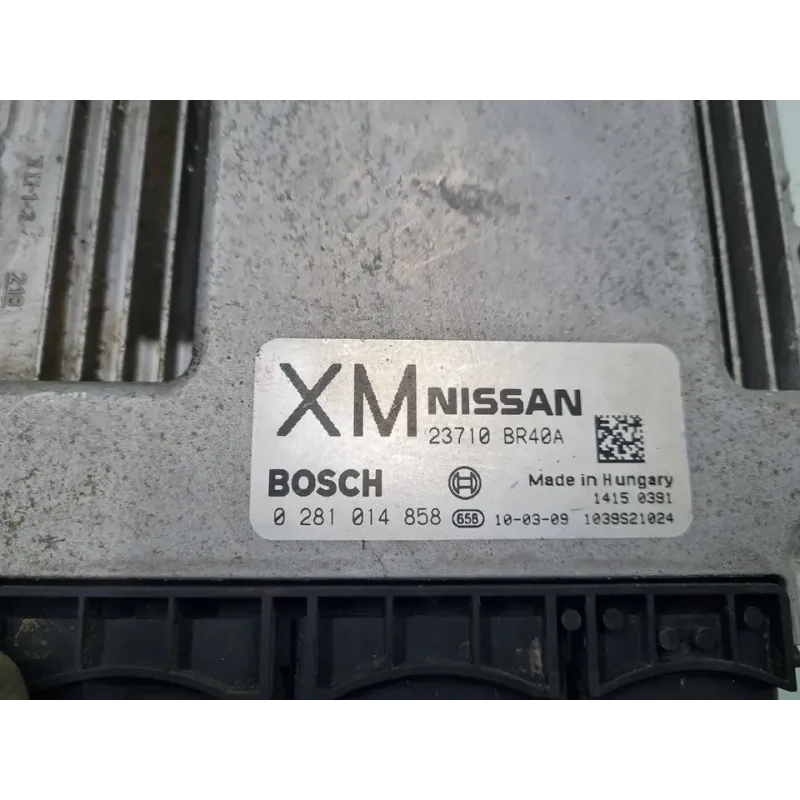 XM NISSAN
23710 BR40A
BOSCH
Made in Hungary
1415 0391
0 281 014 858 658 10-03-09 1039S21024